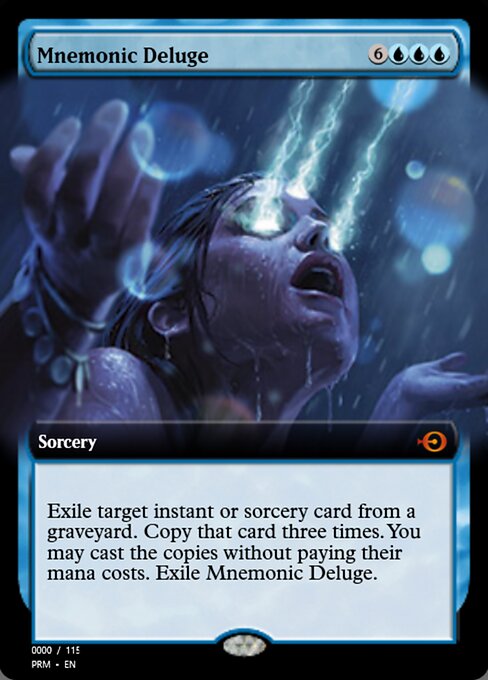 Mnemonic Deluge 6
Sorcery
Exile target instant or sorcery card from a
graveyard. Copy that card three times. You
may cast the copies without paying their
mana costs. Exile Mnemonic Deluge.
0000 / 115
PRM • EN